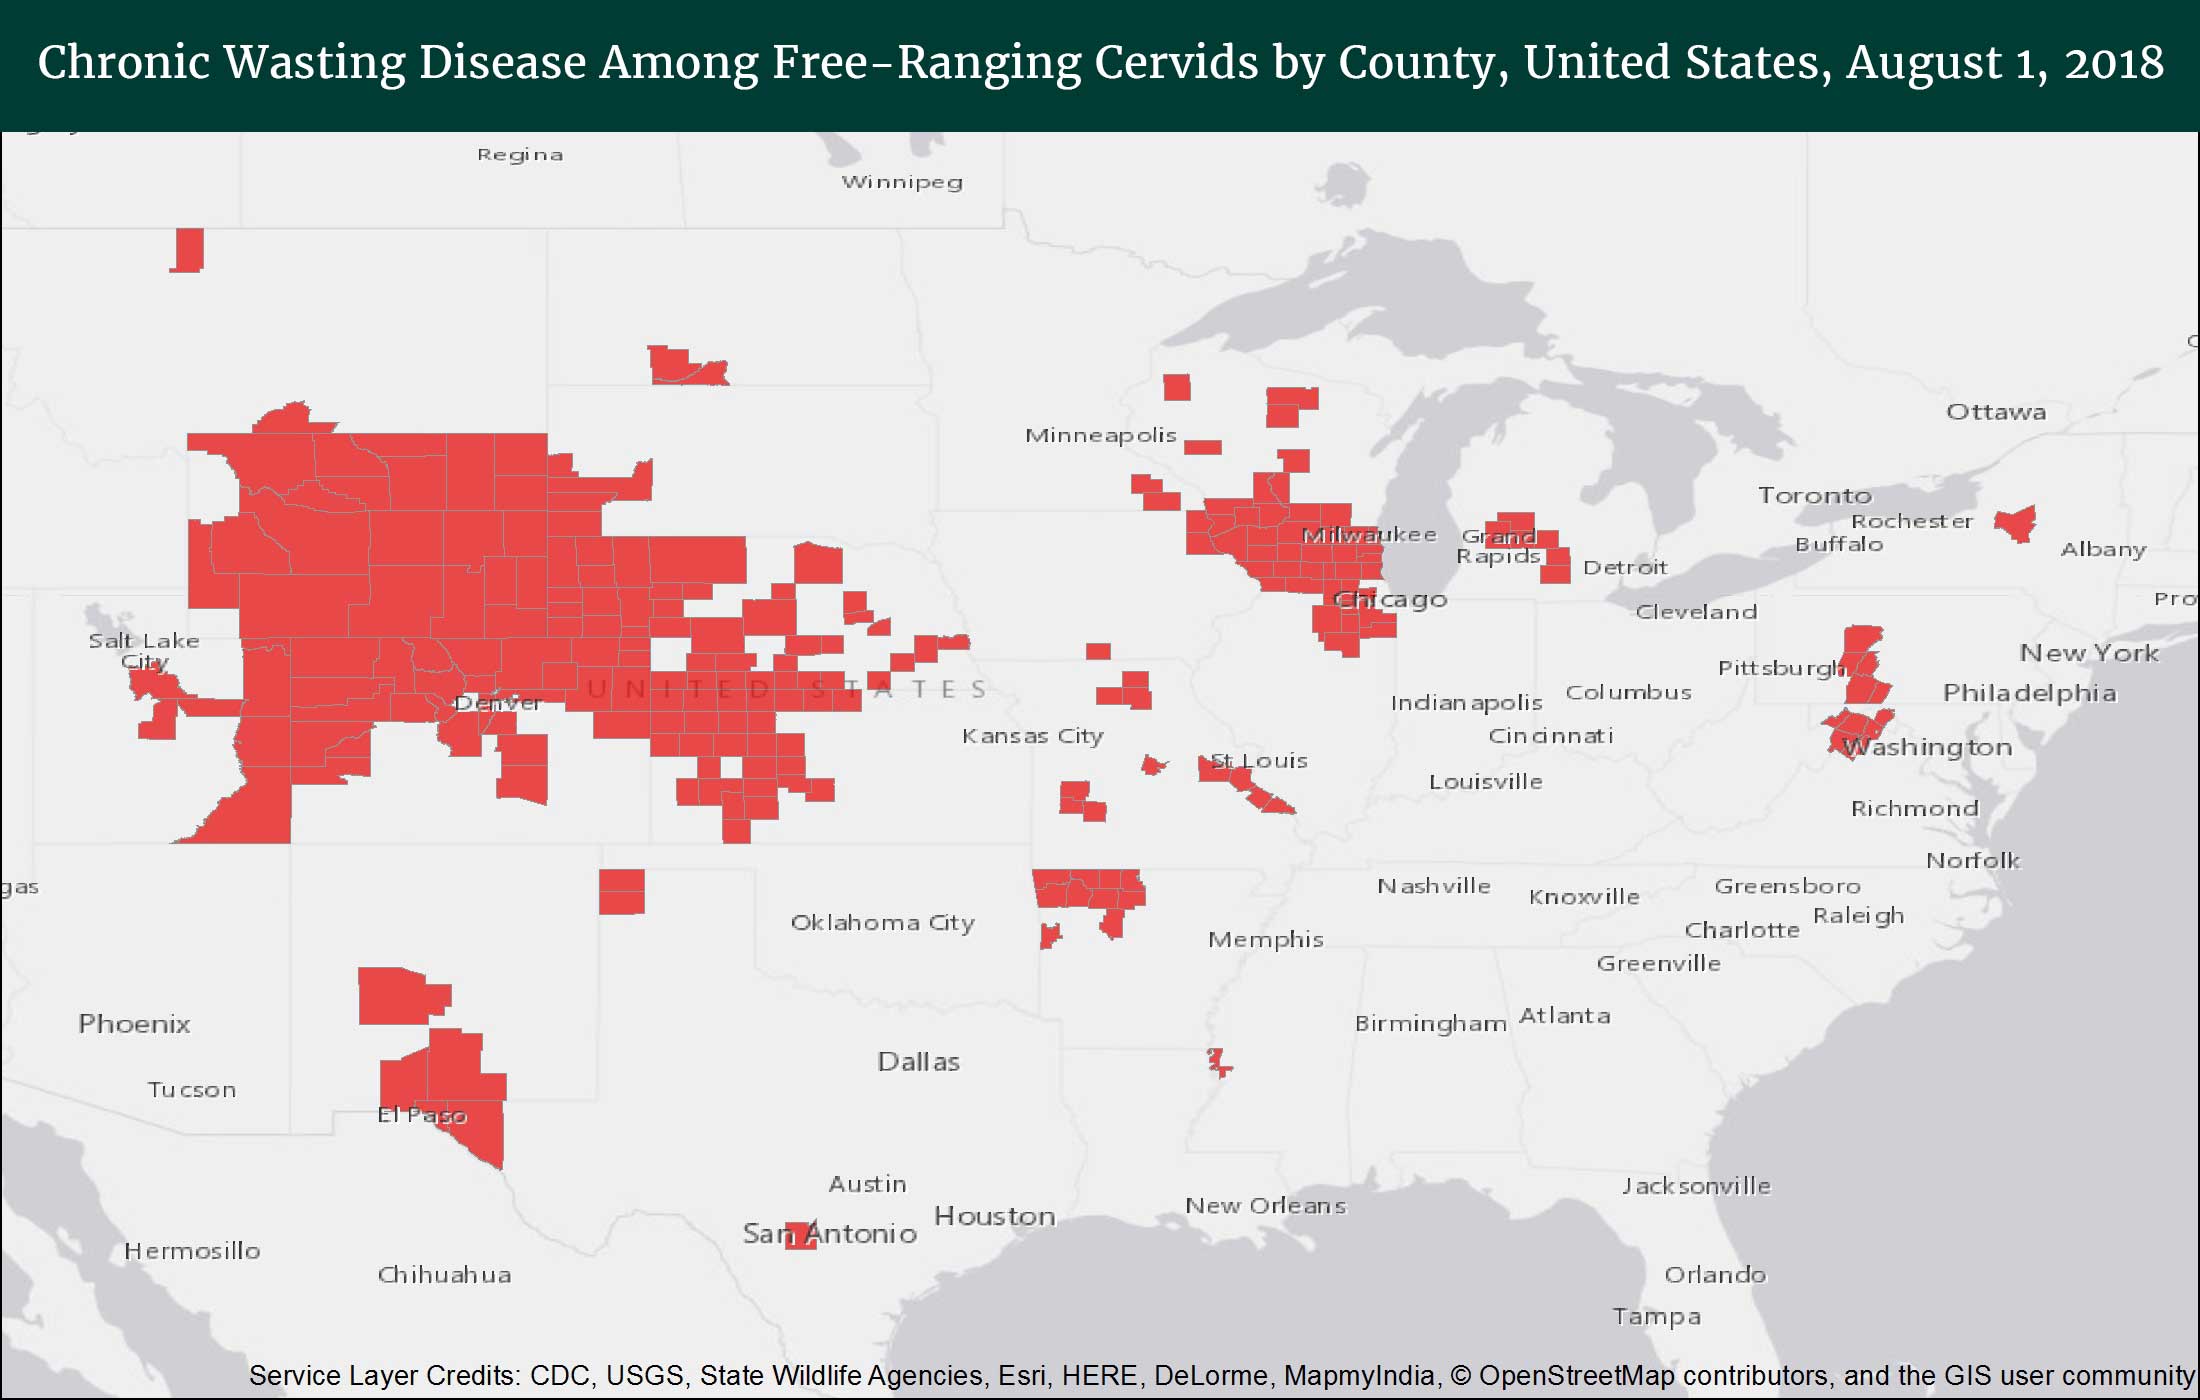 Chronic Wasting Disease Among Free-Ranging Cervids by County, United States, August 1, 2018
Regina
Winnipeg
Ottawa
Minneapolis
Toronto
Rochester
Milwaukee
Grand
Rapids
Buffalo
Albany
Detroit
Chicago
Cleveland
Pro
Salt Lake
City
New York
Pittsburgh
UNITED STATES
Columbus
Philadelphia
Denver
Indianapolis
Kansas City
Cincinnati
Washington
St Louis
Louisville
Richmond
Norfolk
gas
Nashville
Knoxville
Greensboro
Oklahoma City
Raleigh
Charlotte
Memphis
Greenville
Phoenix
Birmingham
Atlanta
Dallas
Tucson
El Paso
Austin
Jacksonville
New Orleans
Houston
San Antonio
Hermosillo
Chihuahua
Orlando
Tampa
Service Layer Credits: CDC, USGS, State Wildlife Agencies, Esri, HERE, DeLorme, MapmyIndia, © OpenStreetMap contributors, and the GIS user community